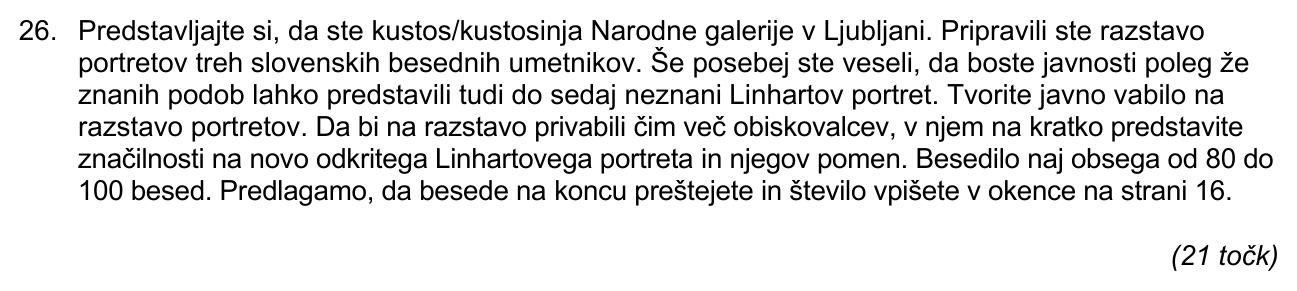 26. Predstavljajte si, da ste kustos/kustosinja Narodne galerije v Ljubljani. Pripravili ste razstavo
portretov treh slovenskih besednih umetnikov. Še posebej ste veseli, da boste javnosti poleg že
znanih podob lahko predstavili tudi do sedaj neznani Linhartov portret. Tvorite javno vabilo na
razstavo portretov. Da bi na razstavo privabili čim več obiskovalcev, v njem na kratko predstavite
značilnosti na novo odkritega Linhartovega portreta in njegov pomen. Besedilo naj obsega od 80 do
100 besed. Predlagamo, da besede na koncu preštejete in število vpišete v okence na strani 16.
(21 točk)